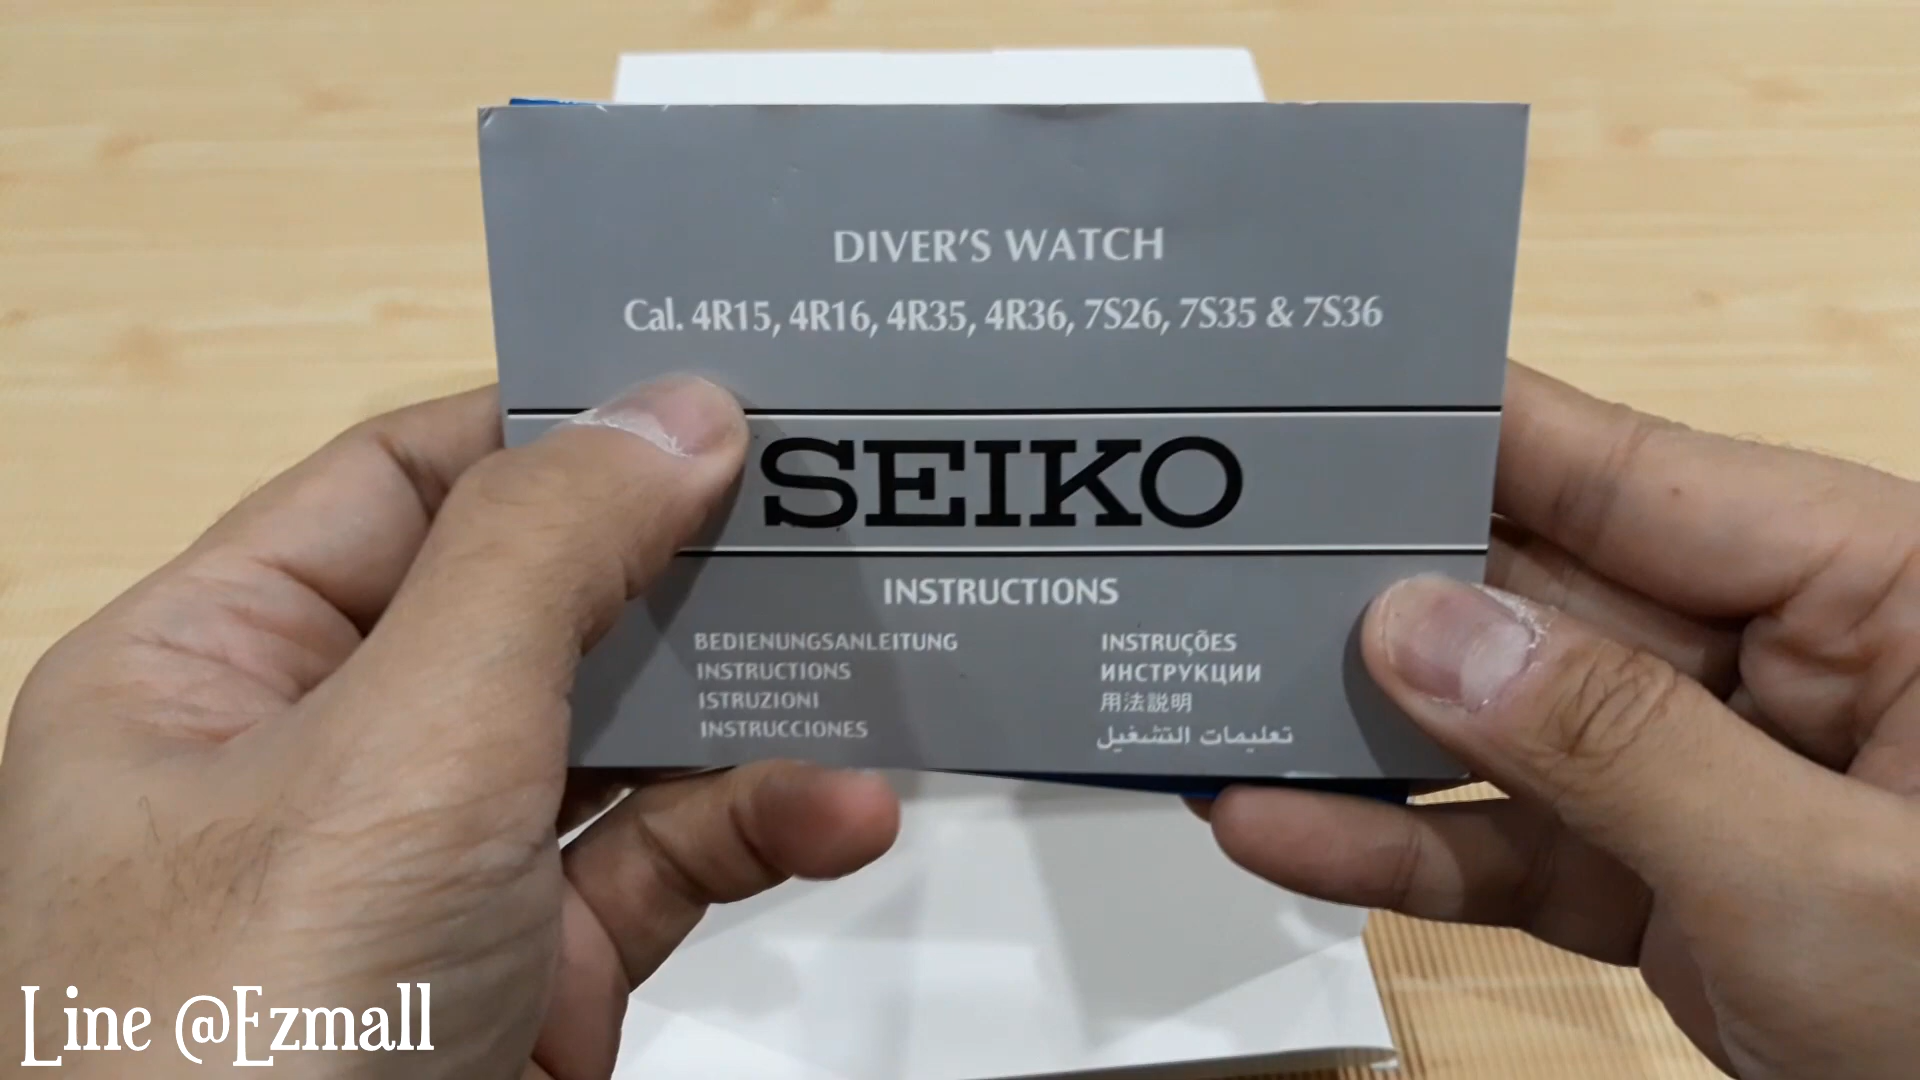 DIVER'S WATCH
Cal. 4R15, 4R16, 4R35, 4R36, 7S26, 7S35 & 7S36
SEIKO
INSTRUCTIONS
BEDIENUNGSANLEITUNG
INSTRUCTIONS
ISTRUZIONI
INSTRUCCIONES
INSTRUÇÕES
ИНСТРУКЦИИ
用法説明
تعليمات التشغيل
Line @Ezmall